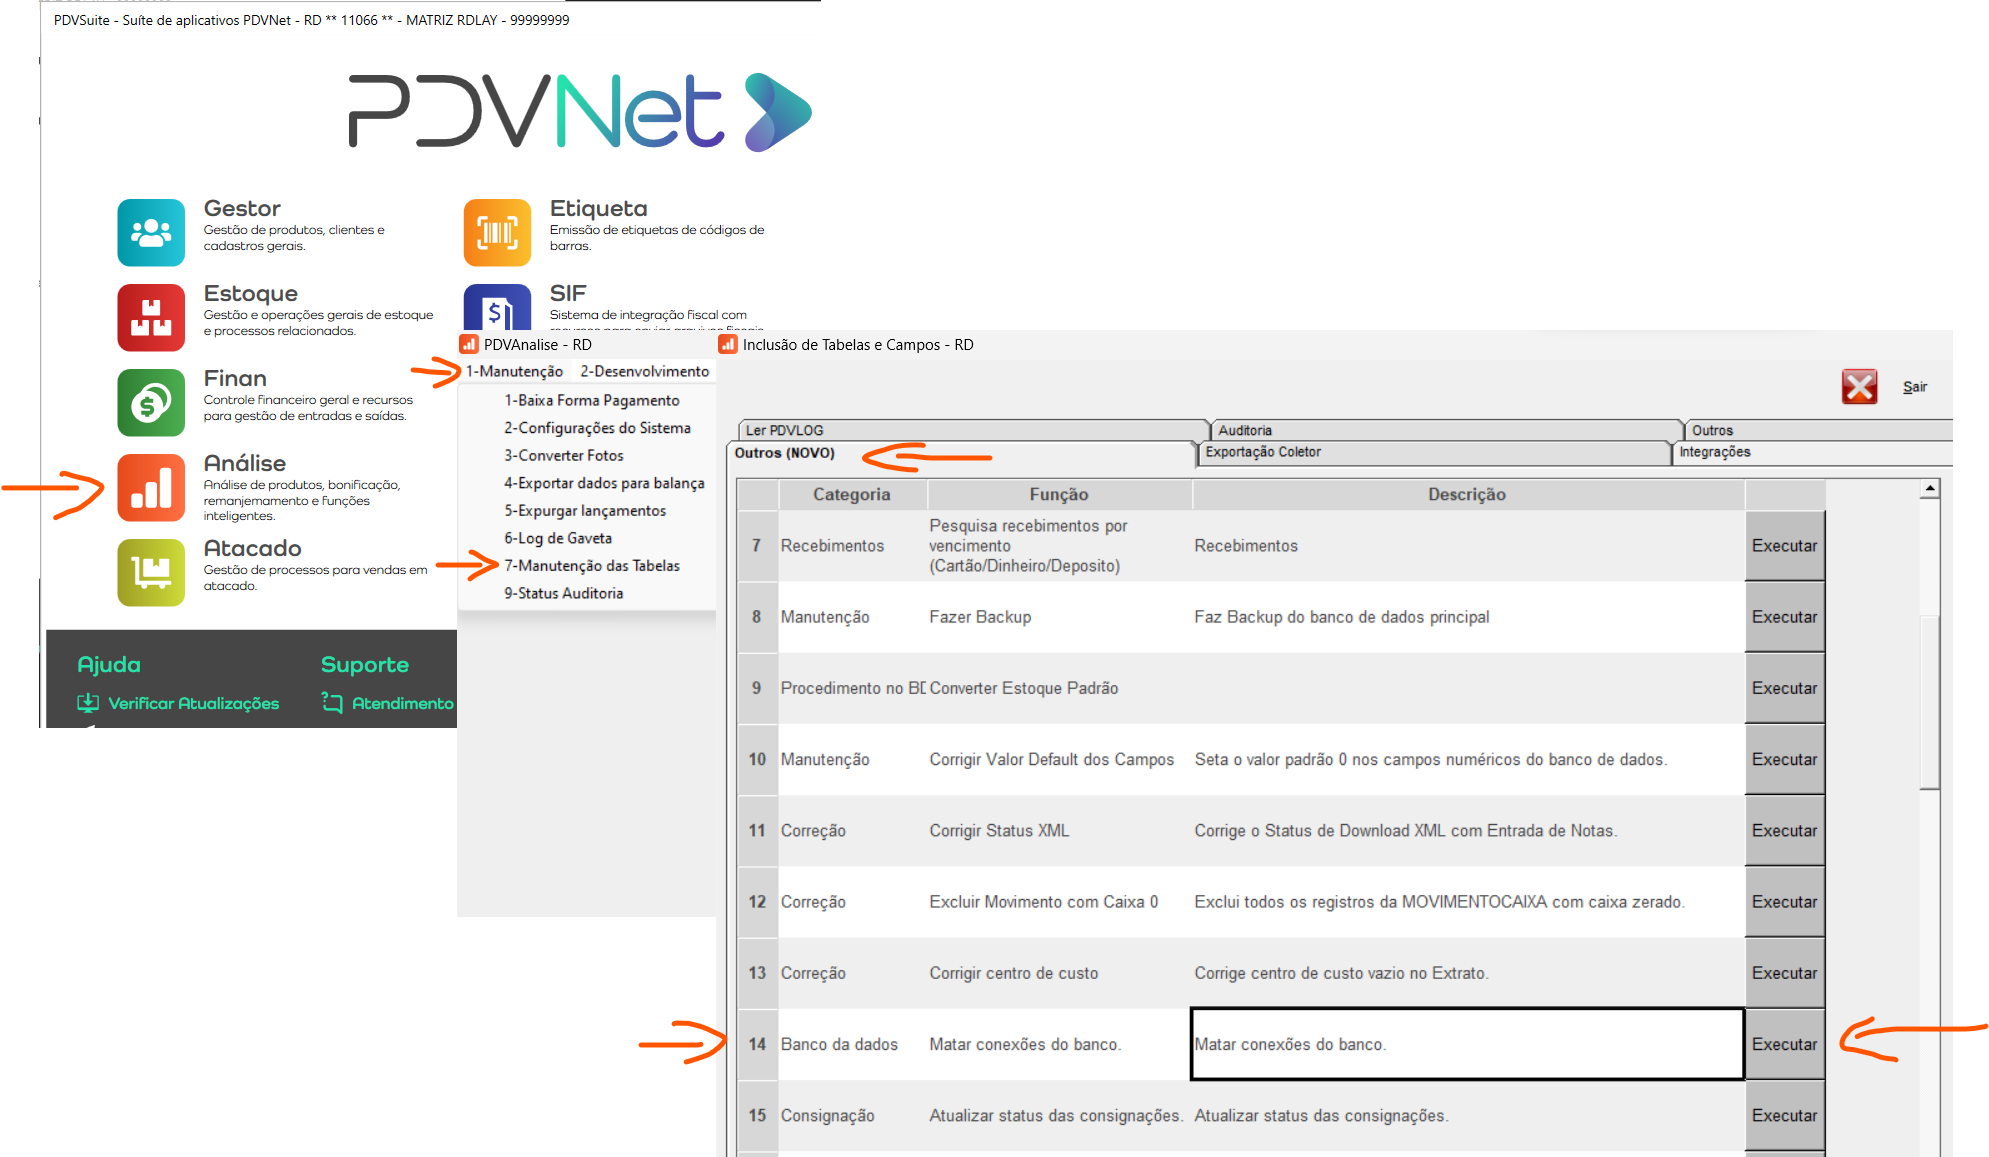 PDVSuite - Suíte de aplicativos PDVNet - RD ** 11066 ** - MATRIZ RDLAY - 99999999
PDVNet
Gestor
Gestão de produtos, clientes e
cadastros gerais.
Etiqueta
Emissão de etiquetas de códigos de
barras.
Estoque
Gestão e operações gerais de estoque
e processos relacionados.
SIF
Sistema de integração fiscal com
Finan
Controle financeiro geral e recursos
para gestão de entradas e saídas.
Análise
Análise de produtos, bonificação,
remanjemamento e funções
inteligentes.
Atacado
Gestão de processos para vendas em
atacado.
Ajuda
Suporte
Verificar Atualizações
Atendimento
PDVAnalise - RD
1-Manutenção 2-Desenvolvimento
1-Baixa Forma Pagamento
2-Configurações do Sistema
3-Converter Fotos
4-Exportar dados para balança
5-Expurgar lançamentos
6-Log de Gaveta
7-Manutenção das Tabelas
9-Status Auditoria
Inclusão de Tabelas e Campos - RD
Sair
Ler PDVLOG Auditoria Outros
Outros (NOVO) Exportação Coletor Integrações
Categoria Função Descrição
7 Recebimentos Pesquisa recebimentos por
vencimento
(Cartão/Dinheiro/Deposito) Recebimentos Executar
8 Manutenção Fazer Backup Faz Backup do banco de dados principal Executar
9 Procedimento no BD Converter Estoque Padrão Executar
10 Manutenção Corrigir Valor Default dos Campos Seta o valor padrão 0 nos campos numéricos do banco de dados. Executar
11 Correção Corrigir Status XML Corrige o Status de Download XML com Entrada de Notas. Executar
12 Correção Excluir Movimento com Caixa 0 Exclui todos os registros da MOVIMENTOCAIXA com caixa zerado. Executar
13 Correção Corrigir centro de custo Corrige centro de custo vazio no Extrato. Executar
14 Banco da dados Matar conexões do banco. Matar conexões do banco. Executar
15 Consignação Atualizar status das consignações. Atualizar status das consignações. Executar